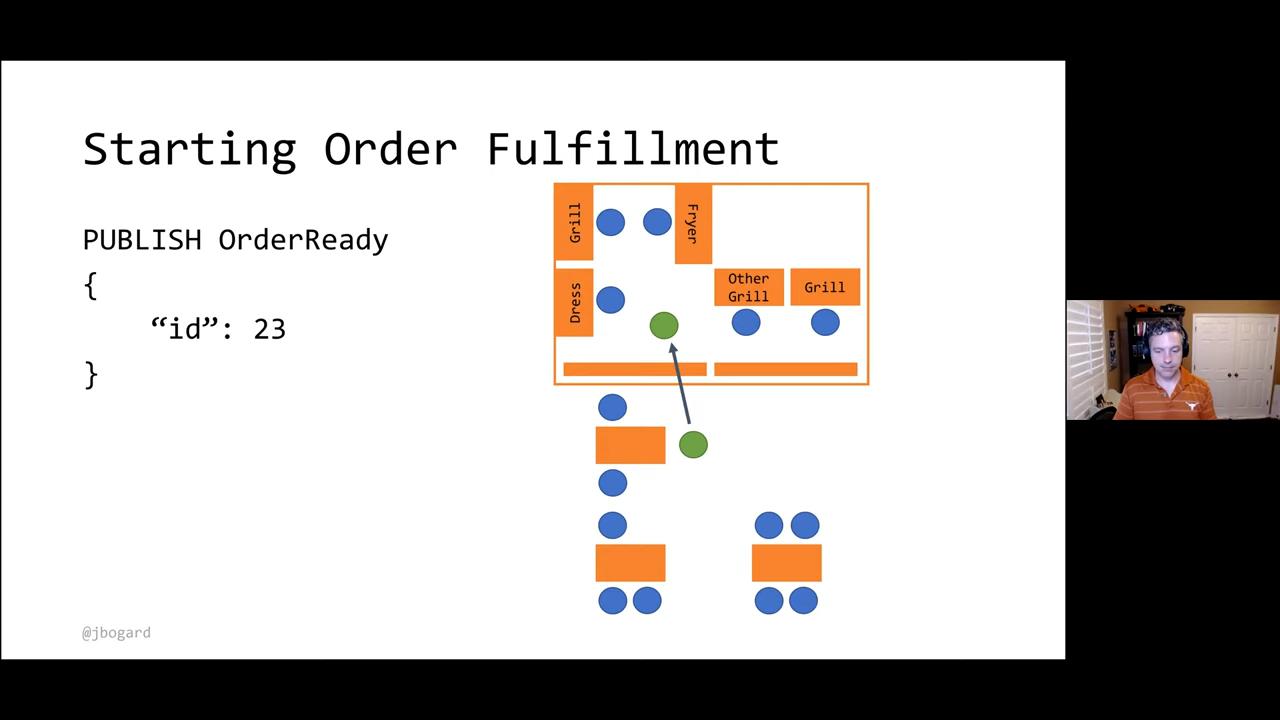 Starting Order Fulfillment
PUBLISH OrderReady
{
“id”: 23
}
Grill
Fryer
Dress
Other
Grill
Grill
@jbogard